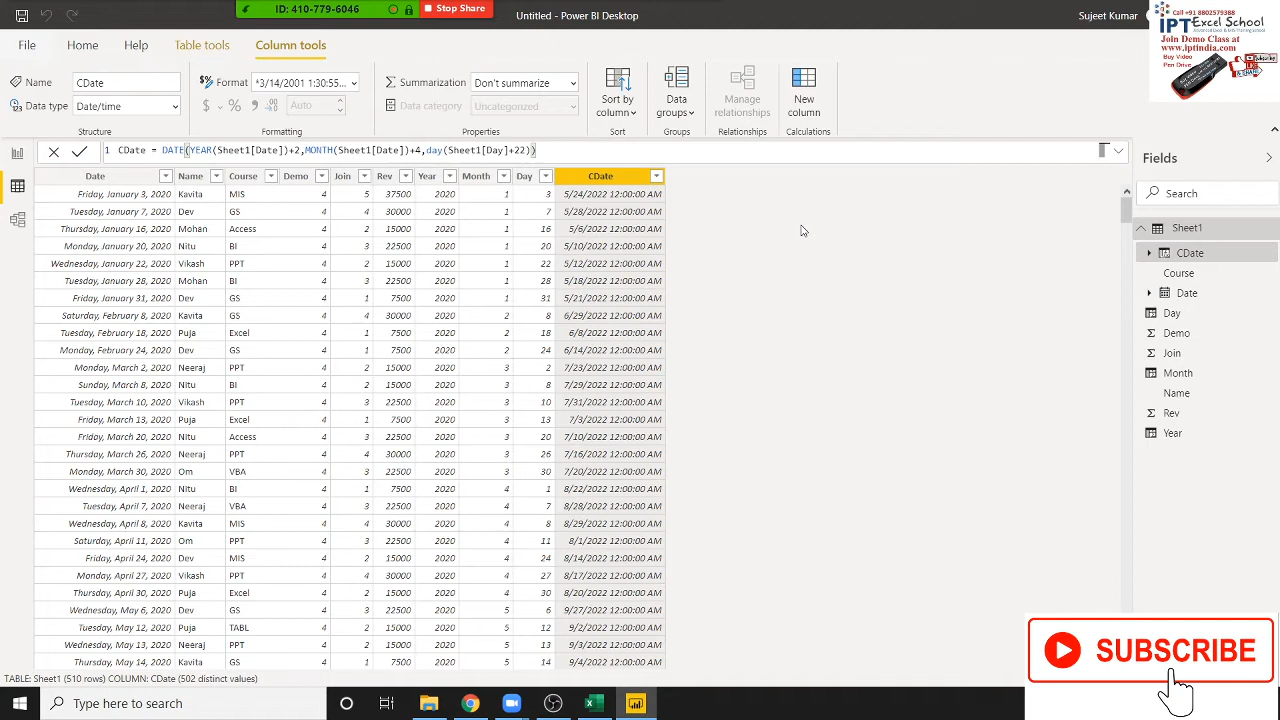 ID: 410-779-6046
Stop Share
Untitled - Power BI Desktop
Sujeet Kumar
Call +91 8802579388
IPT Excel School
Advanced Excel & MIS Training School
Join Demo Class at
www.iptindia.com
Buy Video
Pen Drive
Subscribe
File Home Help Table tools Column tools
Name CDate
Format *3/14/2001 1:30:55...
Summarization Don't summarize
Data type Date/time
$ % Auto
Data category Uncategorized
Sort by column
Data groups
Manage relationships
New column
Structure Formatting Properties Sort Groups Relationships Calculations
1 CDate = DATE(YEAR(Sheet1[Date])+2,MONTH(Sheet1[Date])+4,day(Sheet1[Day]+22))
Date Name Course Demo Join Rev Year Month Day CDate
Friday, January 3, 2020 Kavita MIS 4 5 37500 2020 1 3 5/24/2022 12:00:00 AM
Tuesday, January 7, 2020 Dev GS 4 4 30000 2020 1 7 5/28/2022 12:00:00 AM
Thursday, January 16, 2020 Mohan Access 4 2 15000 2020 1 16 5/6/2022 12:00:00 AM
Monday, January 20, 2020 Nitu BI 4 3 22500 2020 1 20 5/10/2022 12:00:00 AM
Wednesday, January 22, 2020 Vikash PPT 4 2 15000 2020 1 22 5/12/2022 12:00:00 AM
Tuesday, January 28, 2020 Mohan BI 4 3 22500 2020 1 28 5/18/2022 12:00:00 AM
Friday, January 31, 2020 Dev GS 4 1 7500 2020 1 31 5/21/2022 12:00:00 AM
Saturday, February 8, 2020 Kavita GS 4 4 30000 2020 2 8 6/29/2022 12:00:00 AM
Tuesday, February 18, 2020 Puja Excel 4 1 7500 2020 2 18 6/8/2022 12:00:00 AM
Monday, February 24, 2020 Dev GS 4 1 7500 2020 2 24 6/14/2022 12:00:00 AM
Monday, March 2, 2020 Neeraj PPT 4 2 15000 2020 3 2 7/23/2022 12:00:00 AM
Sunday, March 8, 2020 Nitu BI 4 2 15000 2020 3 8 7/29/2022 12:00:00 AM
Tuesday, March 10, 2020 Vikash PPT 4 3 22500 2020 3 10 7/31/2022 12:00:00 AM
Friday, March 13, 2020 Puja Excel 4 1 7500 2020 3 13 7/3/2022 12:00:00 AM
Friday, March 20, 2020 Nitu Access 4 3 22500 2020 3 20 7/10/2022 12:00:00 AM
Thursday, March 26, 2020 Neeraj PPT 4 4 30000 2020 3 26 7/16/2022 12:00:00 AM
Monday, March 30, 2020 Om VBA 4 3 22500 2020 3 30 7/20/2022 12:00:00 AM
Wednesday, April 1, 2020 Nitu BI 4 1 7500 2020 4 1 8/22/2022 12:00:00 AM
Tuesday, April 7, 2020 Neeraj VBA 4 3 22500 2020 4 7 8/28/2022 12:00:00 AM
Wednesday, April 8, 2020 Kavita MIS 4 4 30000 2020 4 8 8/29/2022 12:00:00 AM
Saturday, April 11, 2020 Om PPT 4 3 22500 2020 4 11 8/1/2022 12:00:00 AM
Friday, April 24, 2020 Dev MIS 4 2 15000 2020 4 24 8/14/2022 12:00:00 AM
Monday, April 27, 2020 Vikash PPT 4 4 30000 2020 4 27 8/17/2022 12:00:00 AM
Thursday, April 30, 2020 Puja Excel 4 2 15000 2020 4 30 8/20/2022 12:00:00 AM
Wednesday, May 6, 2020 Dev GS 4 3 22500 2020 5 6 9/27/2022 12:00:00 AM
Tuesday, May 12, 2020 Puja TABL 4 2 15000 2020 5 12 9/2/2022 12:00:00 AM
Wednesday, May 13, 2020 Neeraj PPT 4 2 15000 2020 5 13 9/3/2022 12:00:00 AM
Thursday, May 14, 2020 Kavita GS 4 1 7500 2020 5 14 9/4/2022 12:00:00 AM
Fields
Search
Sheet1
CDate
Course
Date
Day
Demo
Join
Month
Name
Rev
Year
SUBSCRIBE
TABLE: Sheet1 (510 rows) COLUMN: CDate (502 distinct values)
Type here to search